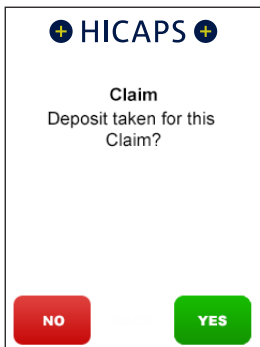 HICAPS
Claim
Deposit taken for this
Claim?
NO YES